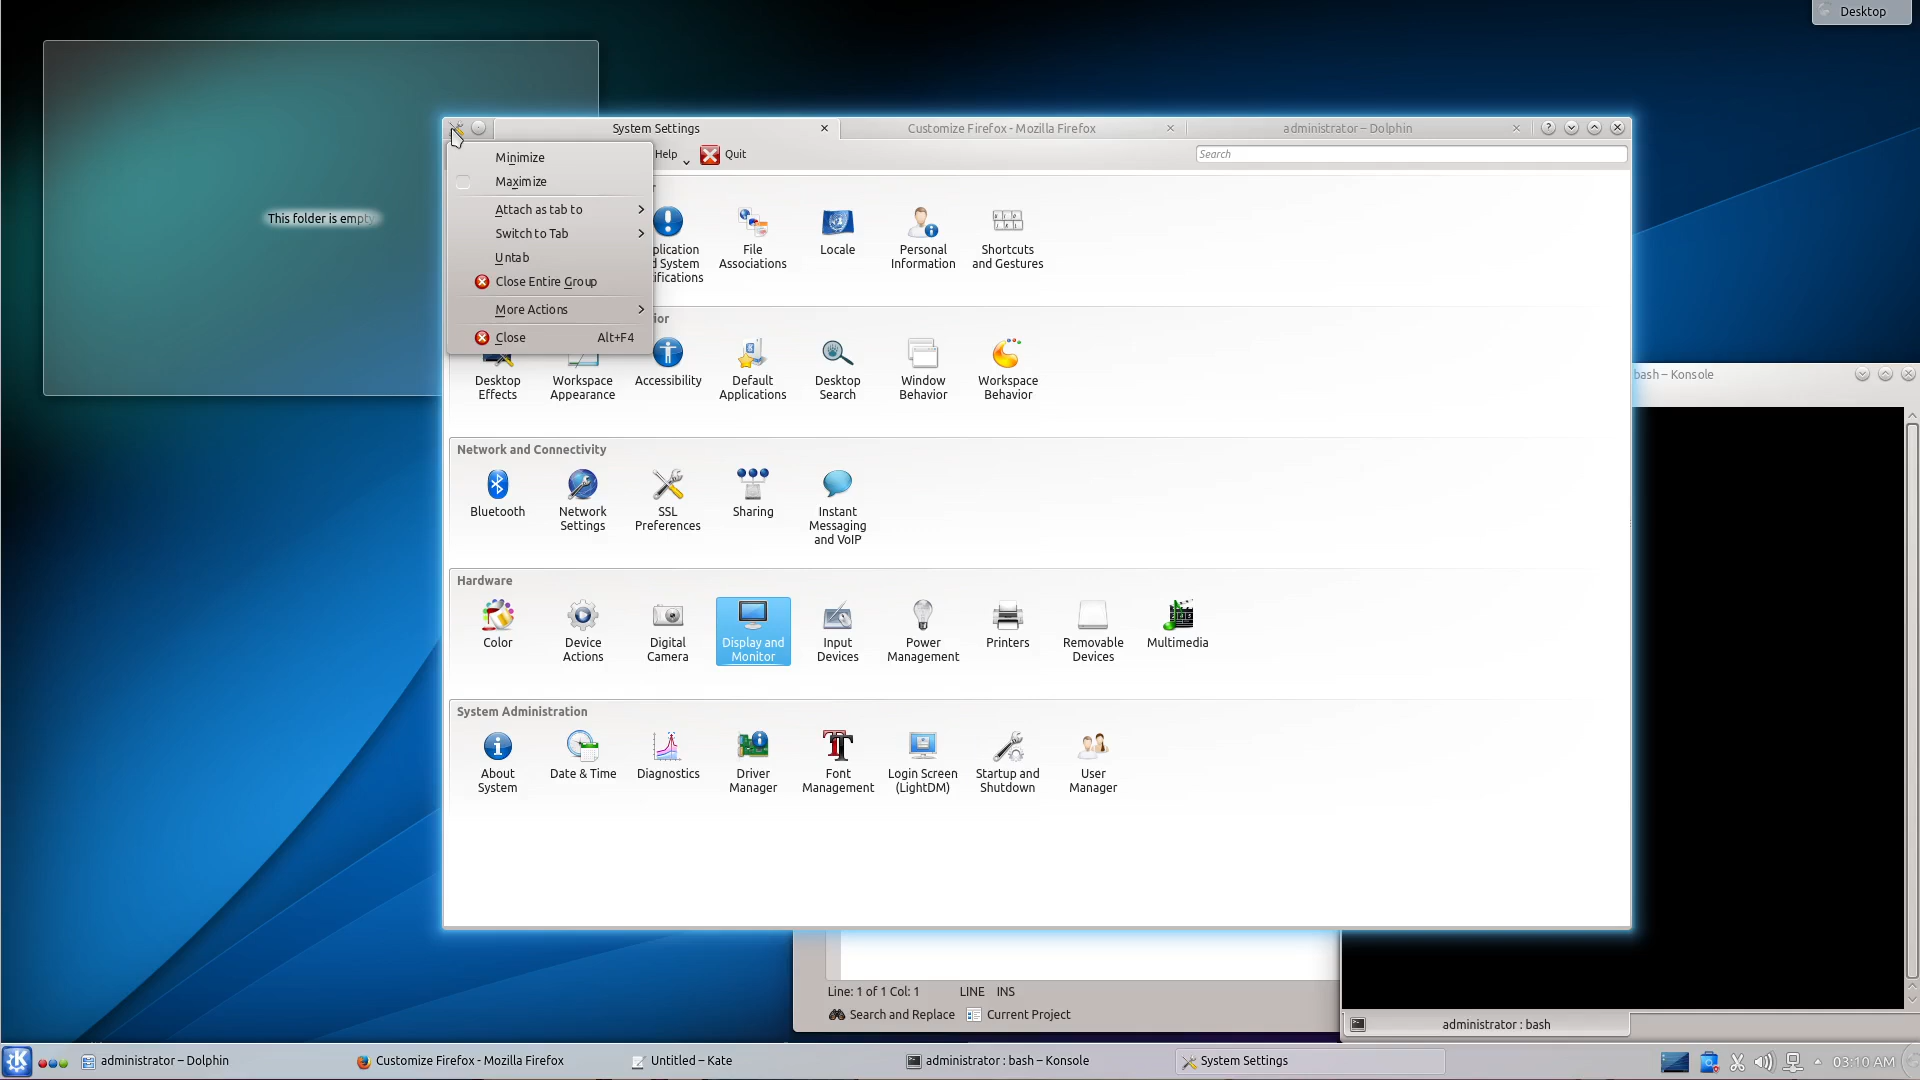 Desktop
This folder is empty
System Settings
Customize Firefox - Mozilla Firefox
administrator – Dolphin
Help
Quit
Search
Minimize
Maximize
Attach as tab to
Switch to Tab
Untab
Close Entire Group
More Actions
Close Alt+F4
r
plication
d System
ifications
File
Associations
Locale
Personal
Information
Shortcuts
and Gestures
ior
Desktop
Effects
Workspace
Appearance
Accessibility
Default
Applications
Desktop
Search
Window
Behavior
Workspace
Behavior
bash – Konsole
Network and Connectivity
Bluetooth
Network
Settings
SSL
Preferences
Sharing
Instant
Messaging
and VoIP
Hardware
Color
Device
Actions
Digital
Camera
Display and
Monitor
Input
Devices
Power
Management
Printers
Removable
Devices
Multimedia
System Administration
About
System
Date & Time
Diagnostics
Driver
Manager
Font
Management
Login Screen
(LightDM)
Startup and
Shutdown
User
Manager
Line: 1 of 1 Col: 1 LINE INS
Search and Replace Current Project
administrator : bash
administrator – Dolphin
Customize Firefox - Mozilla Firefox
Untitled – Kate
administrator : bash – Konsole
System Settings
03:10 AM